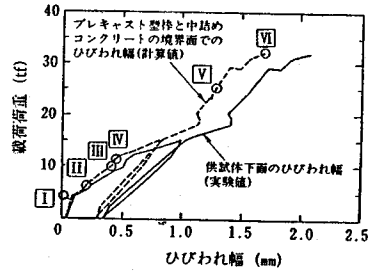 プレキャスト型枠と中詰め
コンクリートの境界面での
ひびわれ幅(計算値)
載荷荷重 (tf)
40
30
20
10
0
I
II
iii
IV
V
VI
供試体下面のひびわれ幅
(実験値)
0.5
1.0
1.5
2.0
2.5
ひびわれ幅 (mm)